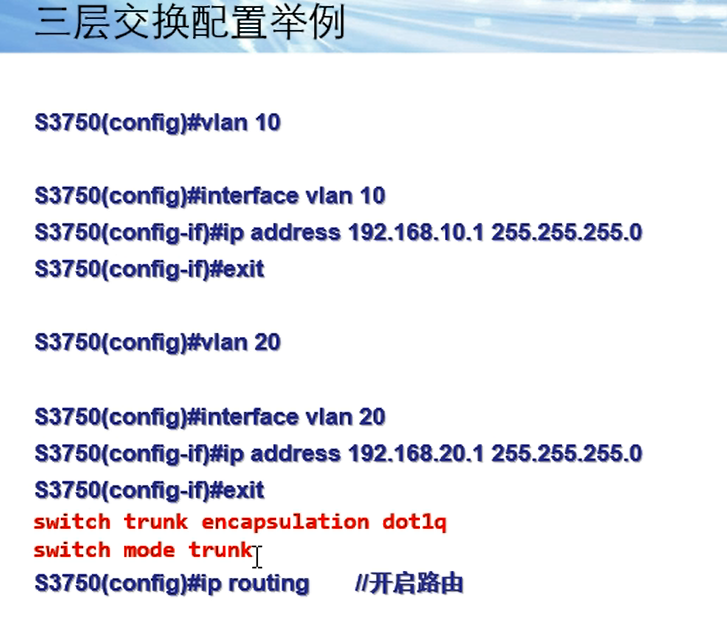 三层交换配置举例
S3750(config)#vlan 10
S3750(config)#interface vlan 10
S3750(config-if)#ip address 192.168.10.1 255.255.255.0
S3750(config-if)#exit
S3750(config)#vlan 20
S3750(config)#interface vlan 20
S3750(config-if)#ip address 192.168.20.1 255.255.255.0
S3750(config-if)#exit
switch trunk encapsulation dot1q
switch mode trunk
S3750(config)#ip routing //开启路由